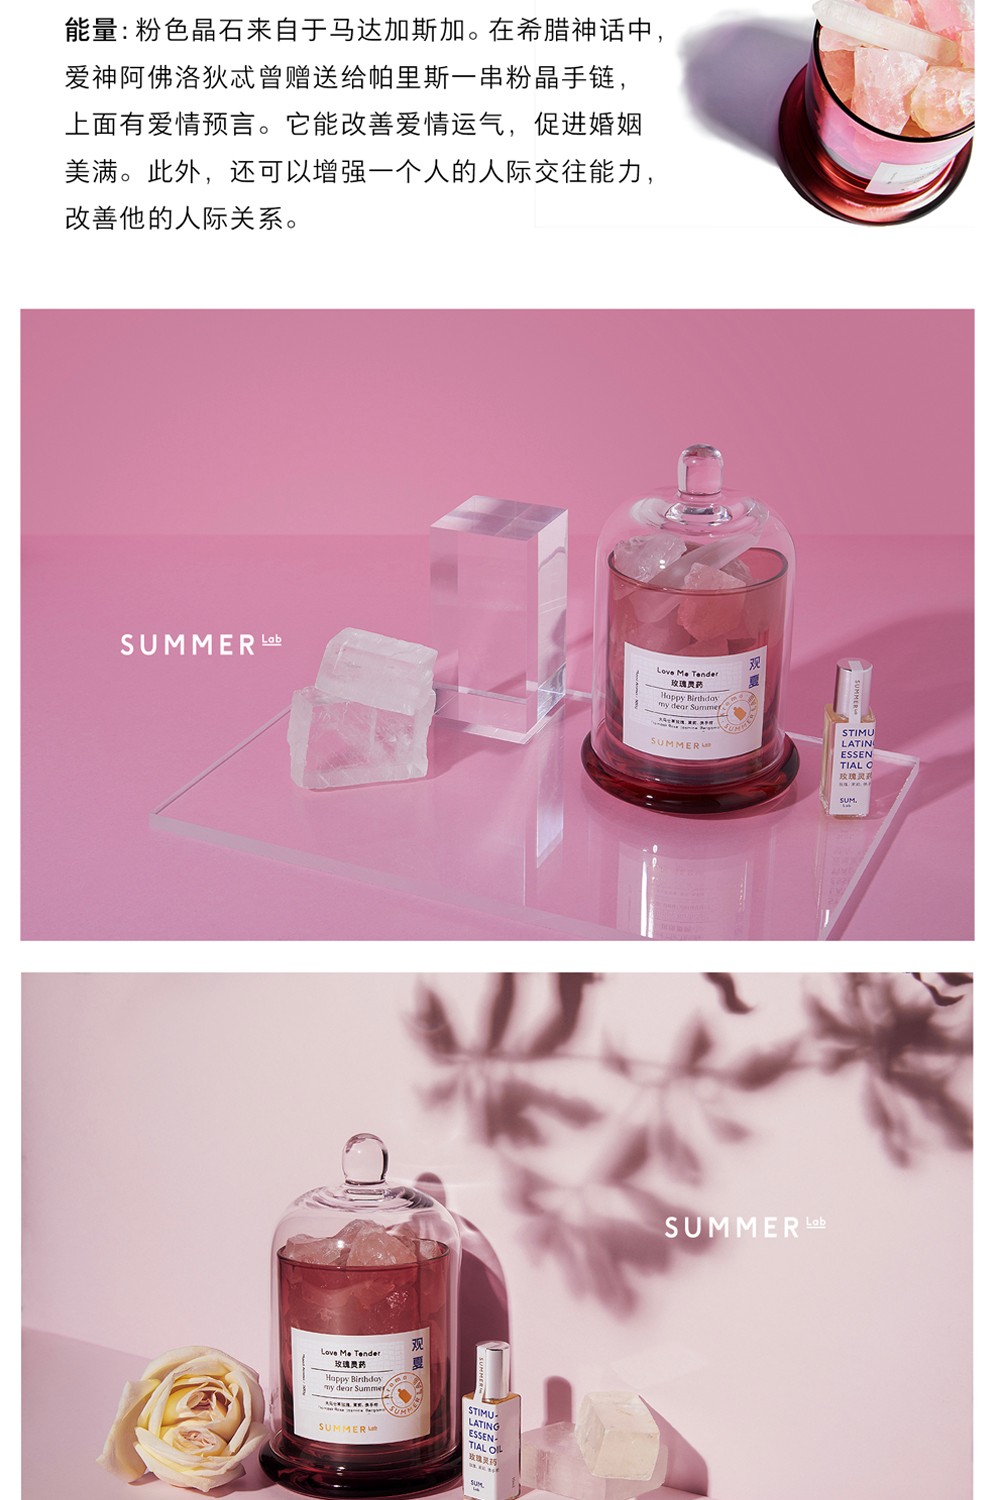 能量：粉色晶石来自于马达加斯加。在希腊神话中，
爱神阿佛洛狄忒曾赠送给帕里斯一串粉晶手链，
上面有爱情预言。它能改善爱情运气，促进婚姻
美满。此外，还可以增强一个人的人际交往能力，
改善他的人际关系。
SUMMER Lab
观夏
Love Me Tender
玫瑰灵药
Happy Birthday
my dear Summer
SUMMER Lab
SUMMER Lab
STIMU-
LATING
ESSEN-
TIAL O
玫瑰灵药
SUM.
Lab
SUMMER Lab
观夏
Love Me Tender
玫瑰灵药
Happy Birthday
my dear Summer
SUMMER Lab
SUMMER Lab
STIMU-
LATING
ESSEN-
TIAL OIL
玫瑰灵药
SUM.
Lab